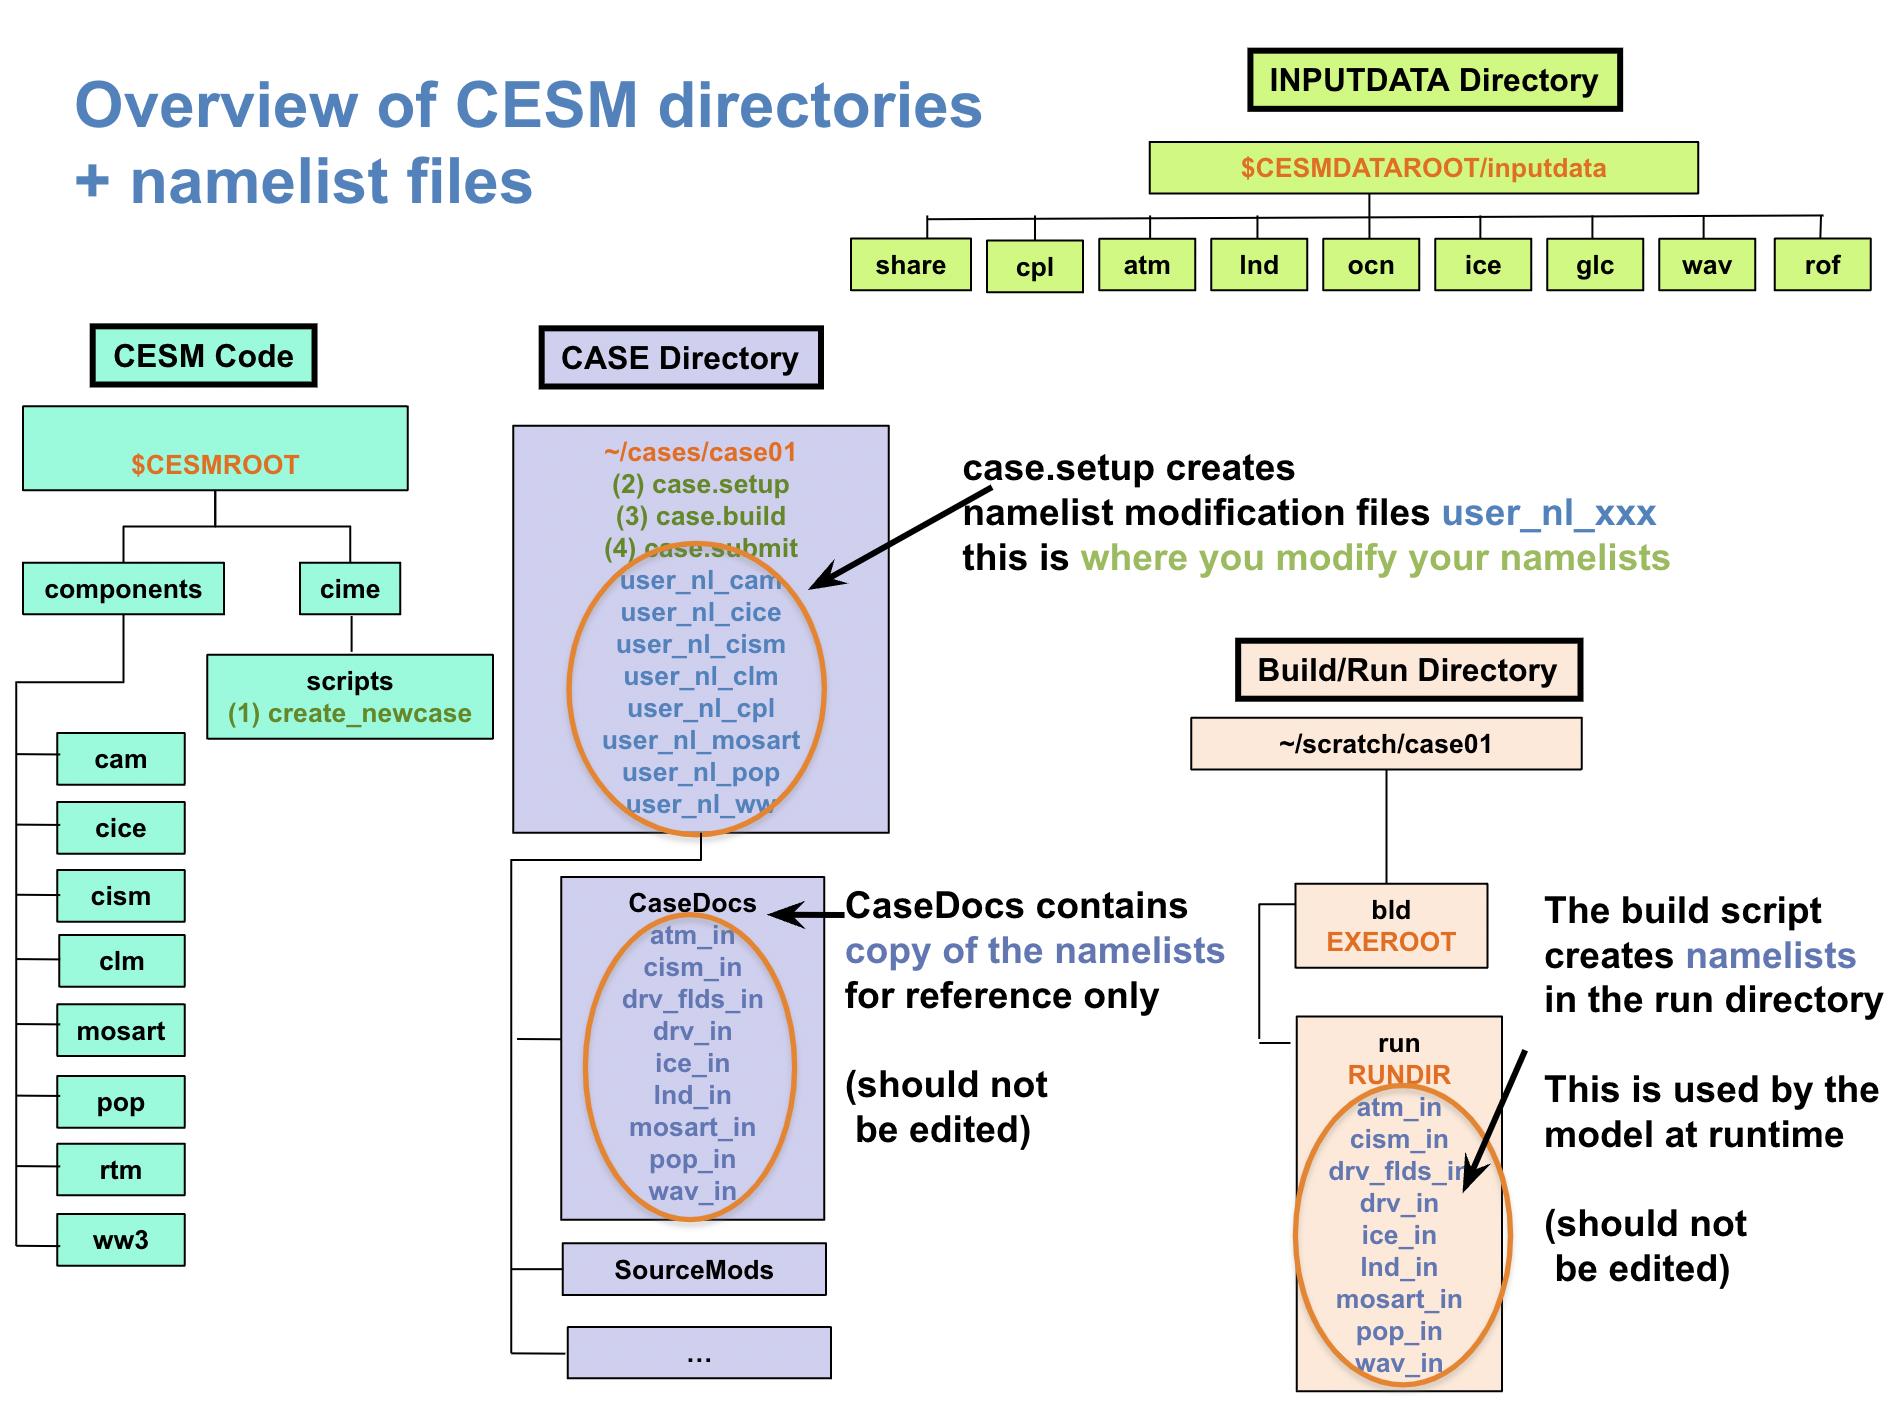 Overview of CESM directories
+ namelist files
INPUTDATA Directory
$CESMDATAROOT/inputdata
share
cpl
atm
lnd
ocn
ice
glc
wav
rof
CESM Code
$CESMROOT
components
cime
scripts
(1) create_newcase
cam
cice
cism
clm
mosart
pop
rtm
ww3
CASE Directory
~/cases/case01
(2) case.setup
(3) case.build
(4) case.submit
user_nl_cam
user_nl_cice
user_nl_cism
user_nl_clm
user_nl_cpl
user_nl_mosart
user_nl_pop
user_nl_ww
case.setup creates
namelist modification files user_nl_xxx
this is where you modify your namelists
CaseDocs
atm_in
cism_in
drv_flds_in
drv_in
ice_in
lnd_in
mosart_in
pop_in
wav_in
SourceMods
...
CaseDocs contains
copy of the namelists
for reference only
(should not
be edited)
Build/Run Directory
~/scratch/case01
bld
EXEROOT
run
RUNDIR
atm_in
cism_in
drv_flds_in
drv_in
ice_in
lnd_in
mosart_in
pop_in
wav_in
The build script
creates namelists
in the run directory
This is used by the
model at runtime
(should not
be edited)